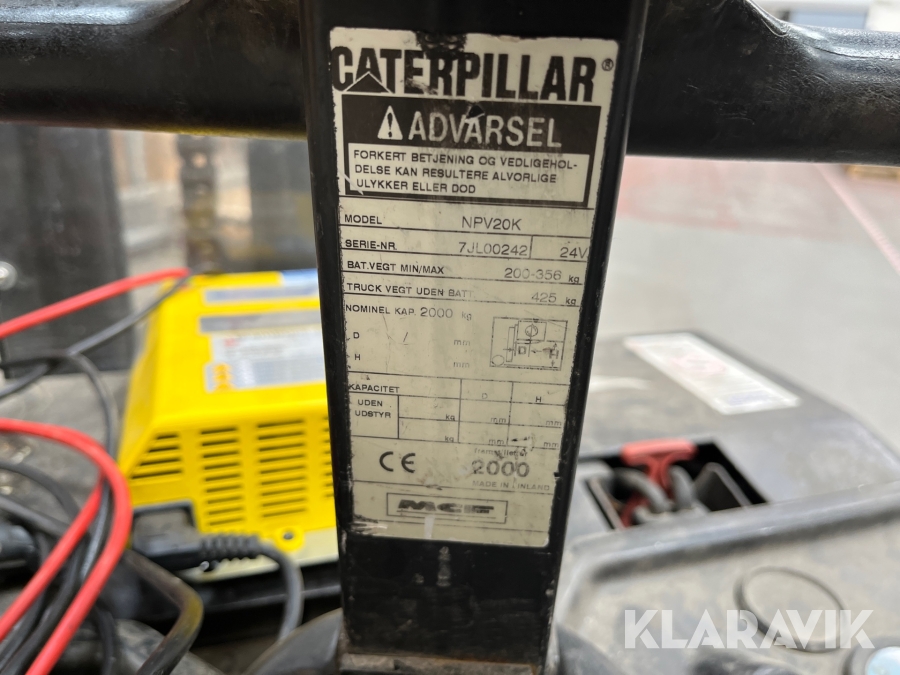 CATERPILLAR®
ADVARSEL
FORKERT BETJENING OG VEDLIGEHOL-
DELSE KAN RESULTERE ALVORLIGE
ULYKKER ELLER DOD
MODEL NPV20K
SERIE-NR. 7JL00242 24V
BAT.VEGT MIN/MAX 200-356 kg
TRUCK VEGT UDEN BATT. 425 kg
NOMINEL KAP. 2000 kg
D mm
H mm
D H
KAPACITET D H
UDEN kg mm mm
UDSTYR
kg mm mm
CE 2000
MADE IN FINLAND
MCF
KLARAVIK